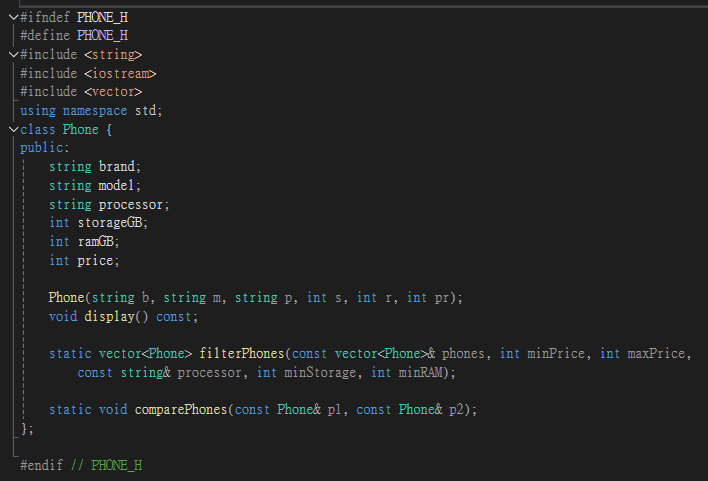 #ifndef PHONE_H
#define PHONE_H
#include <string>
#include <iostream>
#include <vector>
using namespace std;
class Phone {
public:
    string brand;
    string model;
    string processor;
    int storageGB;
    int ramGB;
    int price;

    Phone(string b, string m, string p, int s, int r, int pr);
    void display() const;

    static vector<Phone> filterPhones(const vector<Phone>& phones, int minPrice, int maxPrice,
        const string& processor, int minStorage, int minRAM);

    static void comparePhones(const Phone& p1, const Phone& p2);
};

#endif // PHONE_H